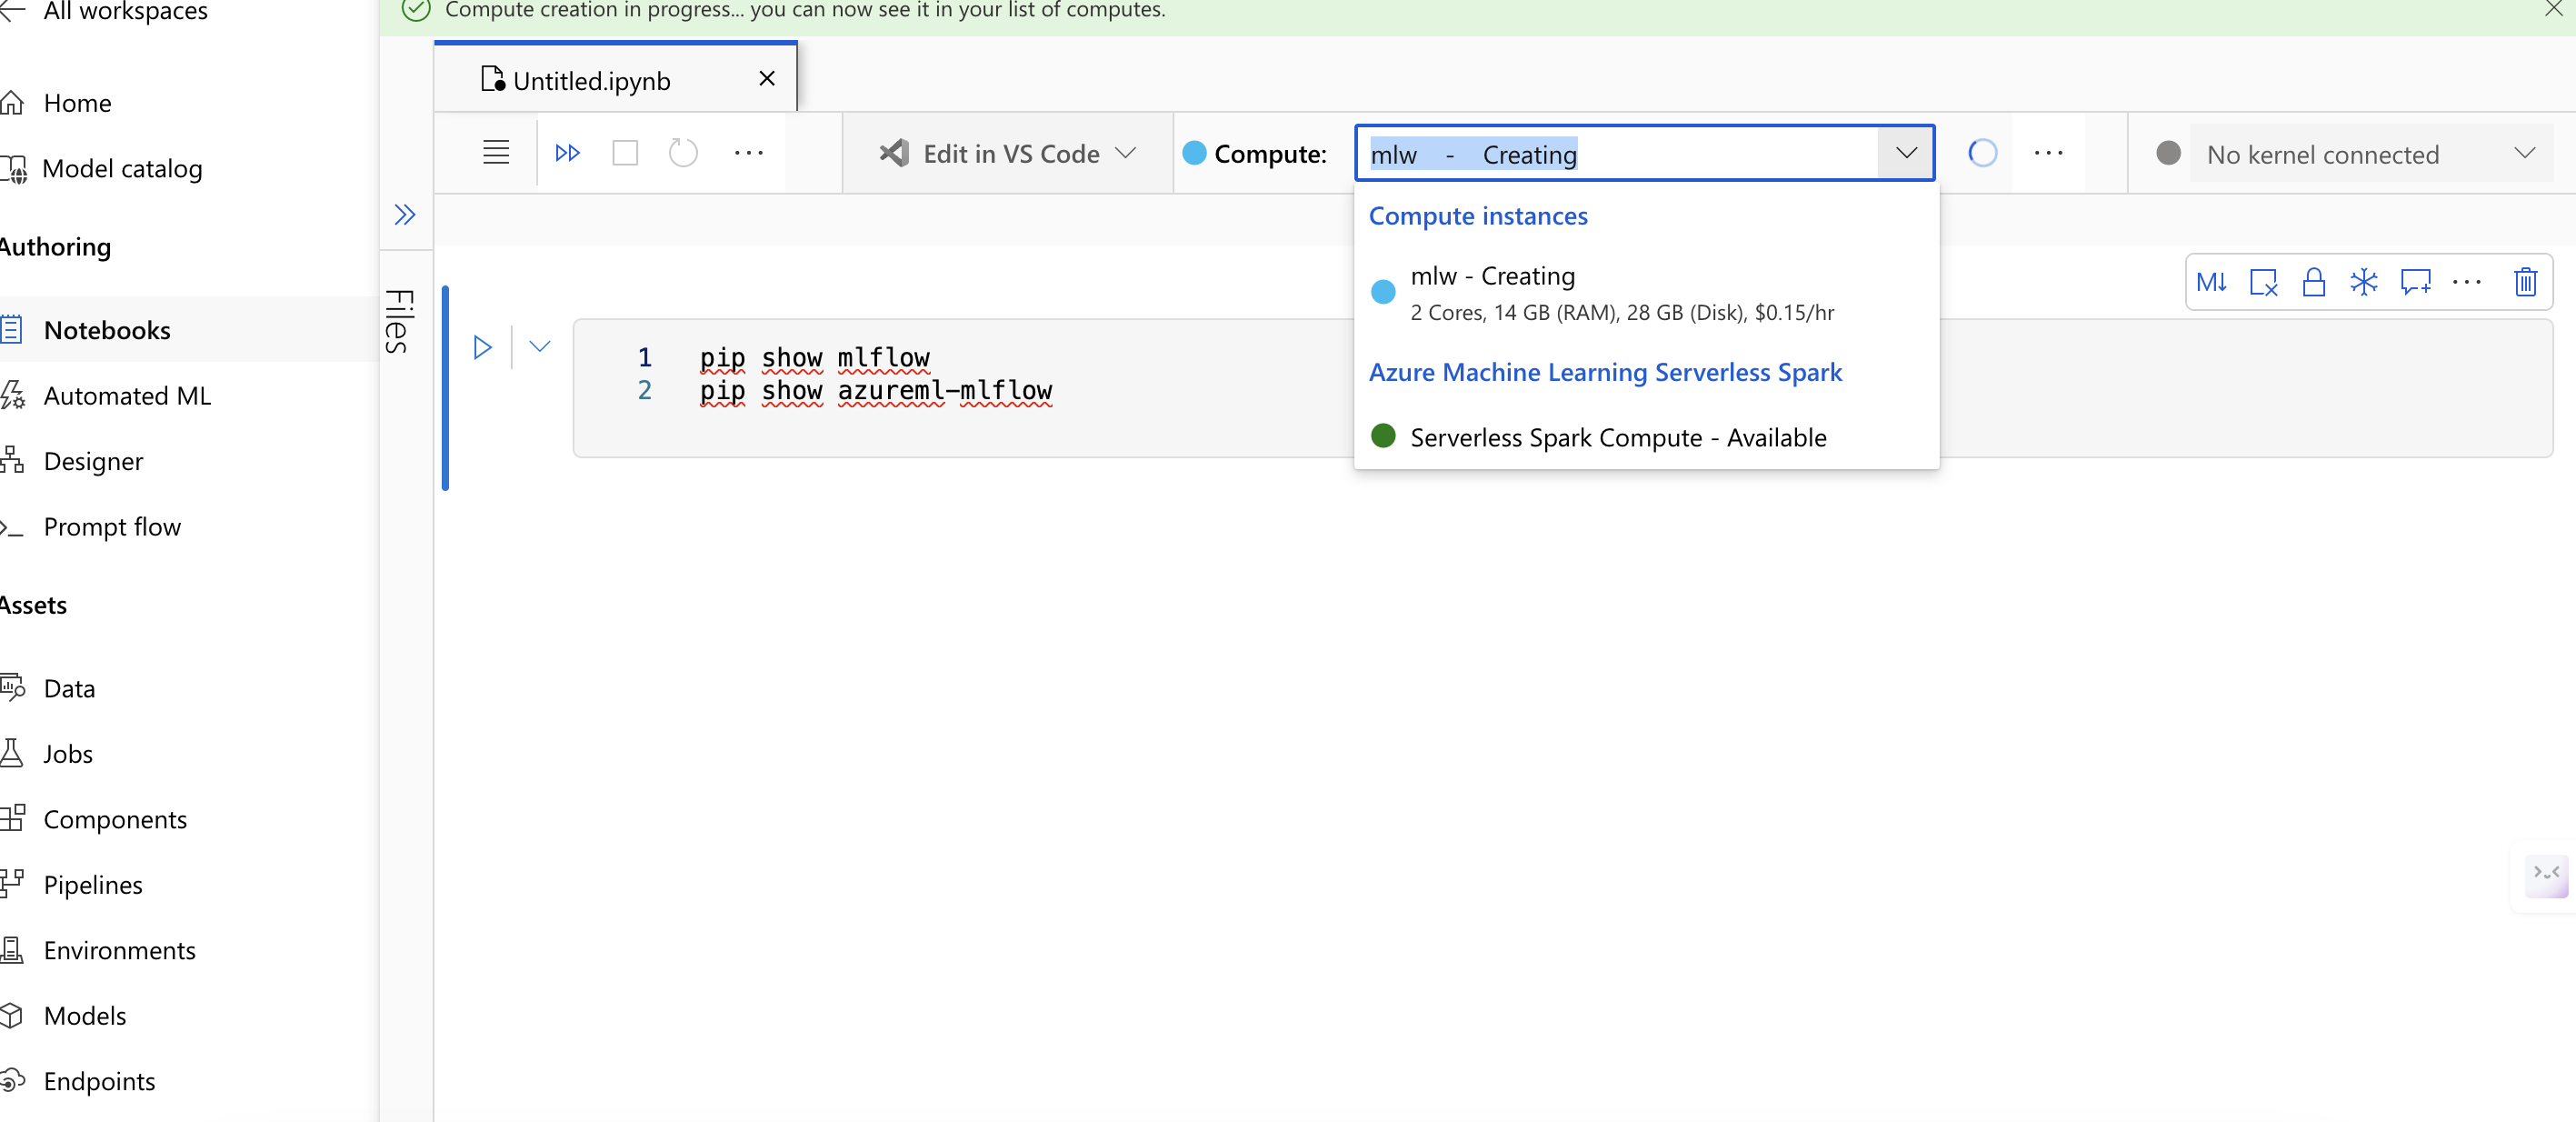 All workspaces
Compute creation in progress... you can now see it in your list of computes.
Untitled.ipynb
Home
Model catalog
Edit in VS Code
Compute:
mlw - Creating
No kernel connected
Compute instances
mlw - Creating
2 Cores, 14 GB (RAM), 28 GB (Disk), $0.15/hr
Azure Machine Learning Serverless Spark
Serverless Spark Compute - Available
Authoring
Notebooks
Automated ML
Designer
Prompt flow
Assets
Data
Jobs
Components
Pipelines
Environments
Models
Endpoints
Files
M↓
1 pip show mlflow
2 pip show azureml-mlflow